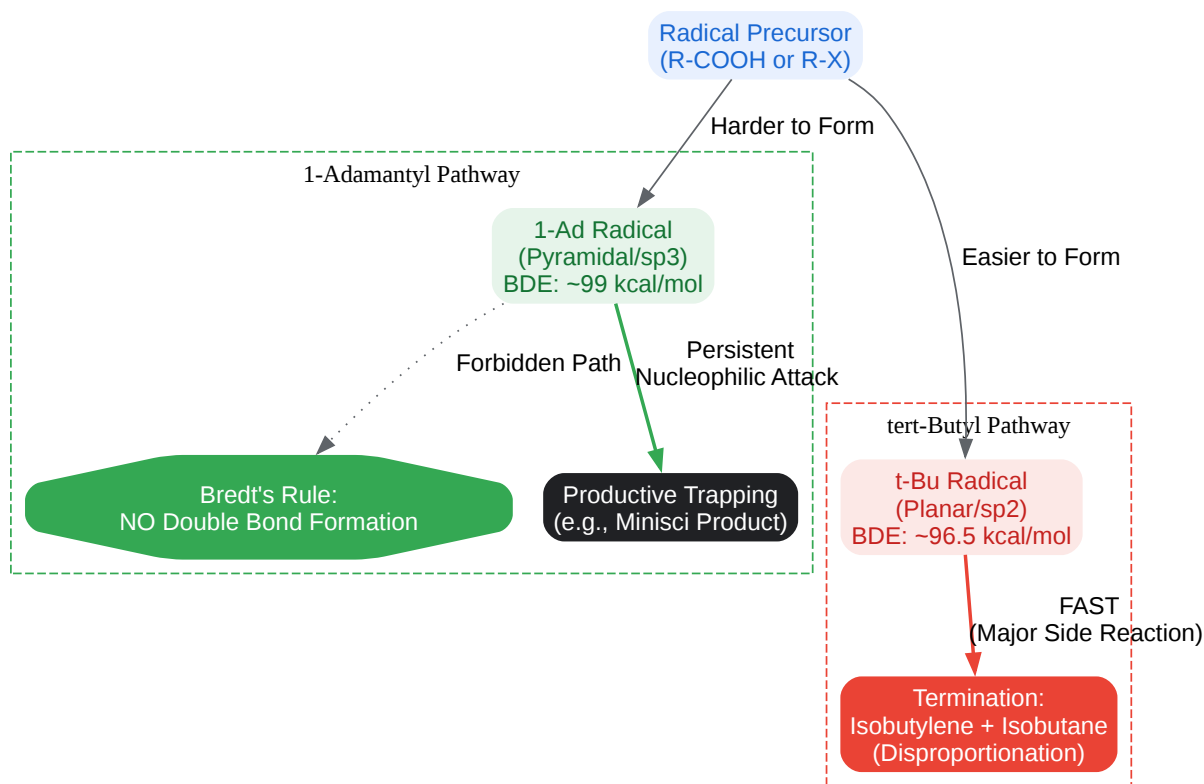 Radical Precursor
(R-COOH or R-X)
Harder to Form
1-Adamantyl Pathway
1-Ad Radical
(Pyramidal/sp3)
BDE: ~99 kcal/mol
Easier to Form
Forbidden Path
Persistent
Nucleophilic Attack
tert-Butyl Pathway
Bredt's Rule:
NO Double Bond Formation
Productive Trapping
(e.g., Minisci Product)
t-Bu Radical
(Planar/sp2)
BDE: ~96.5 kcal/mol
FAST
(Major Side Reaction)
Termination:
Isobutylene + Isobutane
(Disproportionation)